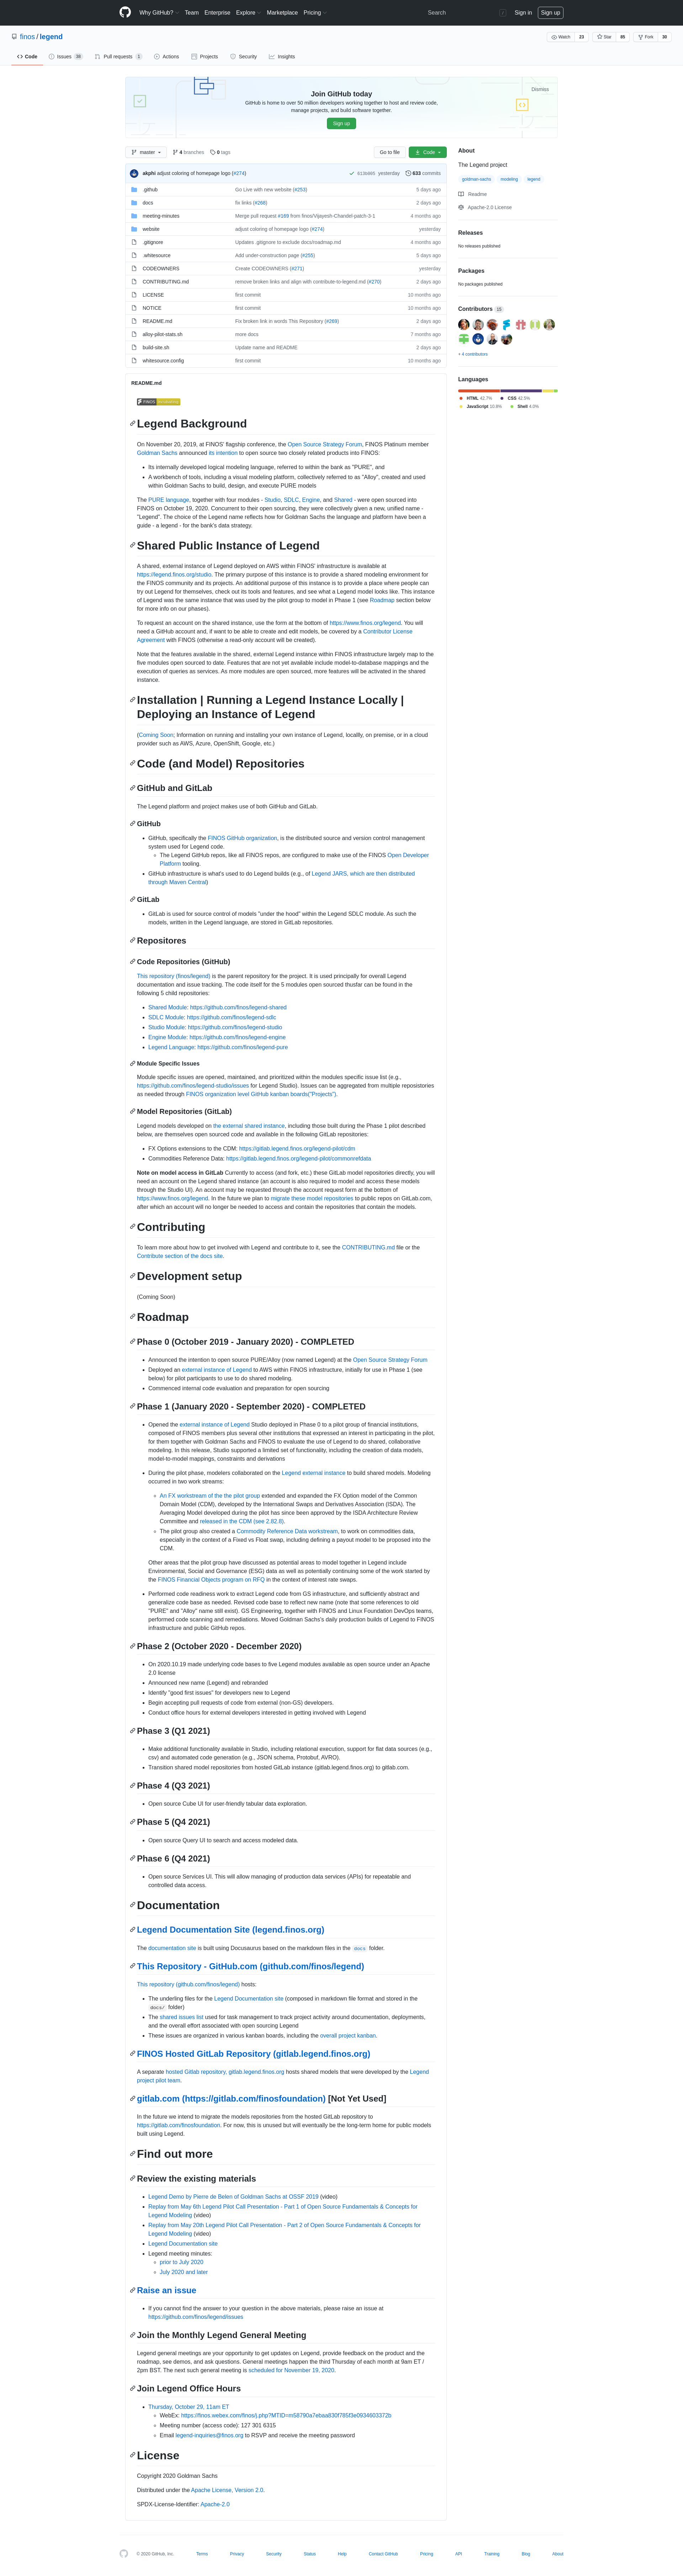 Why GitHub? Team Enterprise Explore Marketplace Pricing Search Sign in Sign up
finos / legend Watch 23 Star 85 Fork 30
Code Issues Pull requests 1 Actions Projects Security Insights
Dismiss
Join GitHub today
GitHub is home to over 50 million developers working together to host and review code,
manage projects, and build software together.
Sign up
master 4 branches 0 tags Go to file Code
akphi adjust coloring of homepage logo (#274) yesterday 633 commits
.github Go Live with new website (#253) 5 days ago
docs fix links (#268) 2 days ago
meeting-minutes Merge pull request #169 from finos/Vijayesh-Chandel-patch-3-1 4 months ago
website adjust coloring of homepage logo (#274) yesterday
.gitignore Updates .gitignore to exclude docs/roadmap.md 4 months ago
.whitesource Add under-construction page (#255) 5 days ago
CODEOWNERS Create CODEOWNERS (#271) yesterday
CONTRIBUTING.md remove broken links and align with contribute-to-legend.md (#270) 2 days ago
LICENSE first commit 10 months ago
NOTICE first commit 10 months ago
README.md Fix broken link in words This Repository (#269) 2 days ago
alloy-pilot-stats.sh more docs 7 months ago
build-site.sh Update name and README 2 days ago
whitesource.config first commit 10 months ago
About
The Legend project
goldman-sachs modeling legend
Readme
Apache-2.0 License
Releases
No releases published
Packages
No packages published
Contributors 15
+ 4 contributors
Languages
HTML 42.7% CSS 42.5%
JavaScript 10.8% Shell 4.0%
README.md
FINOS
Legend Background
On November 20, 2019, at FINOS' flagship conference, the Open Source Strategy Forum, FINOS Platinum member
Goldman Sachs announced its intention to open source two closely related products into FINOS:
Its internally developed logical modeling language, referred to within the bank as "PURE", and
A workbench of tools, including a visual modeling platform, collectively referred to as "Alloy", created and used
within Goldman Sachs to build, design, and execute PURE models
The PURE language, together with four modules - Studio, SDLC, Engine, and Shared - were open sourced into
FINOS on October 19, 2020. Concurrent to this, they were collectively given a new, unified name -
"Legend". The choice of the Legend name reflects how for Goldman Sachs the language and platform have been a
guide - a legend - for the bank's data strategy.
Shared Public Instance of Legend
A shared, external instance of Legend deployed on AWS within FINOS' infrastructure is available at
https://legend.finos.org/studio. The primary purpose of this instance is to provide a shared modeling environment for
the FINOS community and its projects. An additional purpose of this instance is to provide a place where people can
try out Legend for themselves, check out its tools and features, and see what a Legend model looks like. This instance
of Legend was the same instance that was used by the pilot group to model in Phase 1 (see Roadmap section below
for more info on our phases).
To request an account on the shared instance, use the form at the bottom of https://www.finos.org/legend. You will
need a GitHub account and, if want to be able to create and edit models, be covered by a Contributor License
Agreement with FINOS (otherwise a read-only account will be created).
Note that the features available in the shared, external Legend instance within FINOS infrastructure largely map to the
five modules open sourced to date. Features that are not yet available include model visualization and enabling the
execution of queries as services. As more modules are open sourced, more features will be activated in the shared
instance.
Installation | Running a Legend Instance Locally |
Deploying an Instance of Legend
(Coming Soon; Information on running and installing your own instance of Legend, locally, on premise, or in a cloud
provider such as AWS, Azure, OpenShift, Google, etc.)
Code (and Model) Repositories
GitHub and GitLab
The Legend platform and project makes use of both GitHub and GitLab.
GitHub
GitHub, specifically the FINOS GitHub organization, is the distributed source and version control management
system used for Legend code.
The Legend GitHub repos, like all FINOS repos, are configured to make use of the FINOS Open Developer
Platform tooling.
GitHub infrastructure is what's used to do Legend builds (e.g., of Legend JARS, which are then distributed
through Maven Central)
GitLab
GitLab is used for source control of models "under the hood" within the Legend SDLC module. As such the
models, written in the Legend language, are stored in GitLab repositories.
Repositores
Code Repositories (GitHub)
This repository (finos/legend) is the parent repository for the project. It is used principally for overall Legend
documentation and issue tracking. The code itself for the 5 modules open sourced thusfar can be found in the
following 5 child repositories:
Shared Module: https://github.com/finos/legend-shared
SDLC Module: https://github.com/finos/legend-sdlc
Studio Module: https://github.com/finos/legend-studio
Engine Module: https://github.com/finos/legend-engine
Legend Language: https://github.com/finos/legend-pure
Module Specific Issues
Module specific issues are opened, maintained, and prioritized within the modules specific issue list (e.g.,
https://github.com/finos/legend-studio/issues for Legend Sudio). Issues can be aggregated from multiple reposistories
as needed through FINOS organization level GitHub kanban boards("Projects").
Model Repositories (GitLab)
Legend models developed on the external shared instance, including those built during the Phase 1 pilot described
below, are themselves open sourced code and available in the following GitLab repositories:
FX Options extensions to the CDM: https://gitlab.legend.finos.org/legend-pilot/cdm
Commodities Reference Data: https://gitlab.legend.finos.org/legend-pilot/commonrefdata
Note on model access in GitLab Currently to access (and fork, etc.) these GitLab model repositories directly, you will
need an account on the Legend shared instance (an account is also required to model and access these models
through the Studio UI). An account may be requested through the account request form at the bottom of
https://www.finos.org/legend. In the future we plan to migrate these model repositories to public repos on GitLab.com,
after which an account will no longer be needed to access and contain the repositories that contain the models.
Contributing
To learn more about how to get involved with Legend and contribute to it, see the CONTRIBUTING.md file or the
Contribute section of the docs site.
Development setup
(Coming Soon)
Roadmap
Phase 0 (October 2019 - January 2020) - COMPLETED
Announced the intention to open source PURE/Alloy (now named Legend) at the Open Source Strategy Forum
Deployed an external instance of Legend to AWS within FINOS infrastructure, initially for use in Phase 1 (see
below) for pilot participants to use to do shared modeling.
Commenced internal code evaluation and preparation for open sourcing
Phase 1 (January 2020 - September 2020) - COMPLETED
Opened the external instance of Legend Studio deployed in Phase 0 to a pilot group of financial institutions,
composed of FINOS members plus several other institutions that expressed an interest in participating in the pilot,
for them together with Goldman Sachs and FINOS to evaluate the use of Legend to do shared, collaborative
modeling. In this release, Studio supported a limited set of functionality, including the creation of data models,
model-to-model mappings, constraints and derivations
During the pilot phase, modelers collaborated on the Legend external instance to build shared models. Modeling
occurred in two work streams:
An FX workstream of the the pilot group extended and expanded the FX Option model of the Common
Domain Model (CDM), developed by the International Swaps and Derivatives Association (ISDA). The
Averaging Model developed during the pilot has since been approved by the ISDA Architecture Review
Committee and released in the CDM (see 2.82.8).
The pilot group also created a Commodity Reference Data workstream, to work on commodities data,
especially in the context of a Fixed vs Float swap, including defining a payout model to be proposed into the
CDM.
Other areas that the pilot group have discussed as potential areas to model together in Legend include
Environmental, Social and Governance (ESG) data as well as potentially continuing some of the work started by
the FINOS Financial Objects program on RFQ in the context of interest rate swaps.
Performed code readiness work to extract Legend code from GS infrastructure, and sufficiently abstract and
generalize code bases as needed. Revised code base to reflect new name (note that some references to old
"PURE" and "Alloy" name still exist). GS Engineering, together with FINOS and Linux Foundation DevOps teams,
performed code scanning and remediations. Moved Goldman Sachs's daily production builds of Legend to FINOS
infrastructure and public GitHub repos.
Phase 2 (October 2020 - December 2020)
On 2020.10.19 made underlying code bases to five Legend modules available as open source under an Apache
2.0 license
Announced new name (Legend) and rebranded
Identify "good first issues" for developers new to Legend
Begin accepting pull requests of code from external (non-GS) developers.
Conduct office hours for external developers interested in getting involved with Legend
Phase 3 (Q1 2021)
Make additional functionality available in Studio, including relational execution, support for flat data sources (e.g.,
csv) and automated code generation (e.g., JSON schema, Protobuf, AVRO).
Transition shared model repositories from hosted GitLab instance (gitlab.legend.finos.org) to gitlab.com.
Phase 4 (Q3 2021)
Open source Cube UI for user-friendly tabular data exploration.
Phase 5 (Q4 2021)
Open source Query UI to search and access modeled data.
Phase 6 (Q4 2021)
Open source Services UI. This will allow managing of production data services (APIs) for repeatable and
controlled data access.
Documentation
Legend Documentation Site (legend.finos.org)
The documentation site is built using Docusaurus based on the markdown files in the docs folder.
This Repository - GitHub.com (github.com/finos/legend)
This repository (github.com/finos/legend) hosts:
The underling files for the Legend Documentation site (composed in markdown file format and stored in the
docs/ folder)
The shared issues list used for task management to track project activity around documentation, deployments,
and the overall effort associated with open sourcing Legend
These issues are organized in various kanban boards, including the overall project kanban.
FINOS Hosted GitLab Repository (gitlab.legend.finos.org)
A separate hosted Gitlab repository, gitlab.legend.finos.org hosts shared models that were developed by the Legend
project pilot team.
gitlab.com (https://gitlab.com/finosfoundation) [Not Yet Used]
In the future we intend to migrate the models repositories from the hosted GitLab repository to
https://gitlab.com/finosfoundation. For now, this is unused but will eventually be the long-term home for public models
built using Legend.
Find out more
Review the existing materials
Legend Demo by Pierre de Belen of Goldman Sachs at OSSF 2019 (video)
Replay from May 6th Legend Pilot Call Presentation - Part 1 of Open Source Fundamentals & Concepts for
Legend Modeling (video)
Replay from May 20th Legend Pilot Call Presentation - Part 2 of Open Source Fundamentals & Concepts for
Legend Modeling (video)
Legend Documentation site
Legend meeting minutes:
prior to July 2020
July 2020 and later
Raise an issue
If you cannot find the answer to your question in the above materials, please raise an issue at
https://github.com/finos/legend/issues
Join the Monthly Legend General Meeting
Legend general meetings are your opportunity to get updates on Legend, provide feedback on the product and the
roadmap, see demos, and ask questions. General meetings happen the third Thursday of each month at 9am ET /
2pm BST. The next such general meeting is scheduled for November 19, 2020.
Join Legend Office Hours
Thursday, October 29, 11am ET
WebEx: https://finos.webex.com/finos/j.php?MTID=m58790a7ebaa830f785f3e0934603372b
Meeting number (access code): 127 301 6315
Email legend-inquiries@finos.org to RSVP and receive the meeting password
License
Copyright 2020 Goldman Sachs
Distributed under the Apache License, Version 2.0.
SPDX-License-Identifier: Apache-2.0
© 2020 GitHub, Inc. Terms Privacy Security Status Help Contact GitHub Pricing API Training Blog About